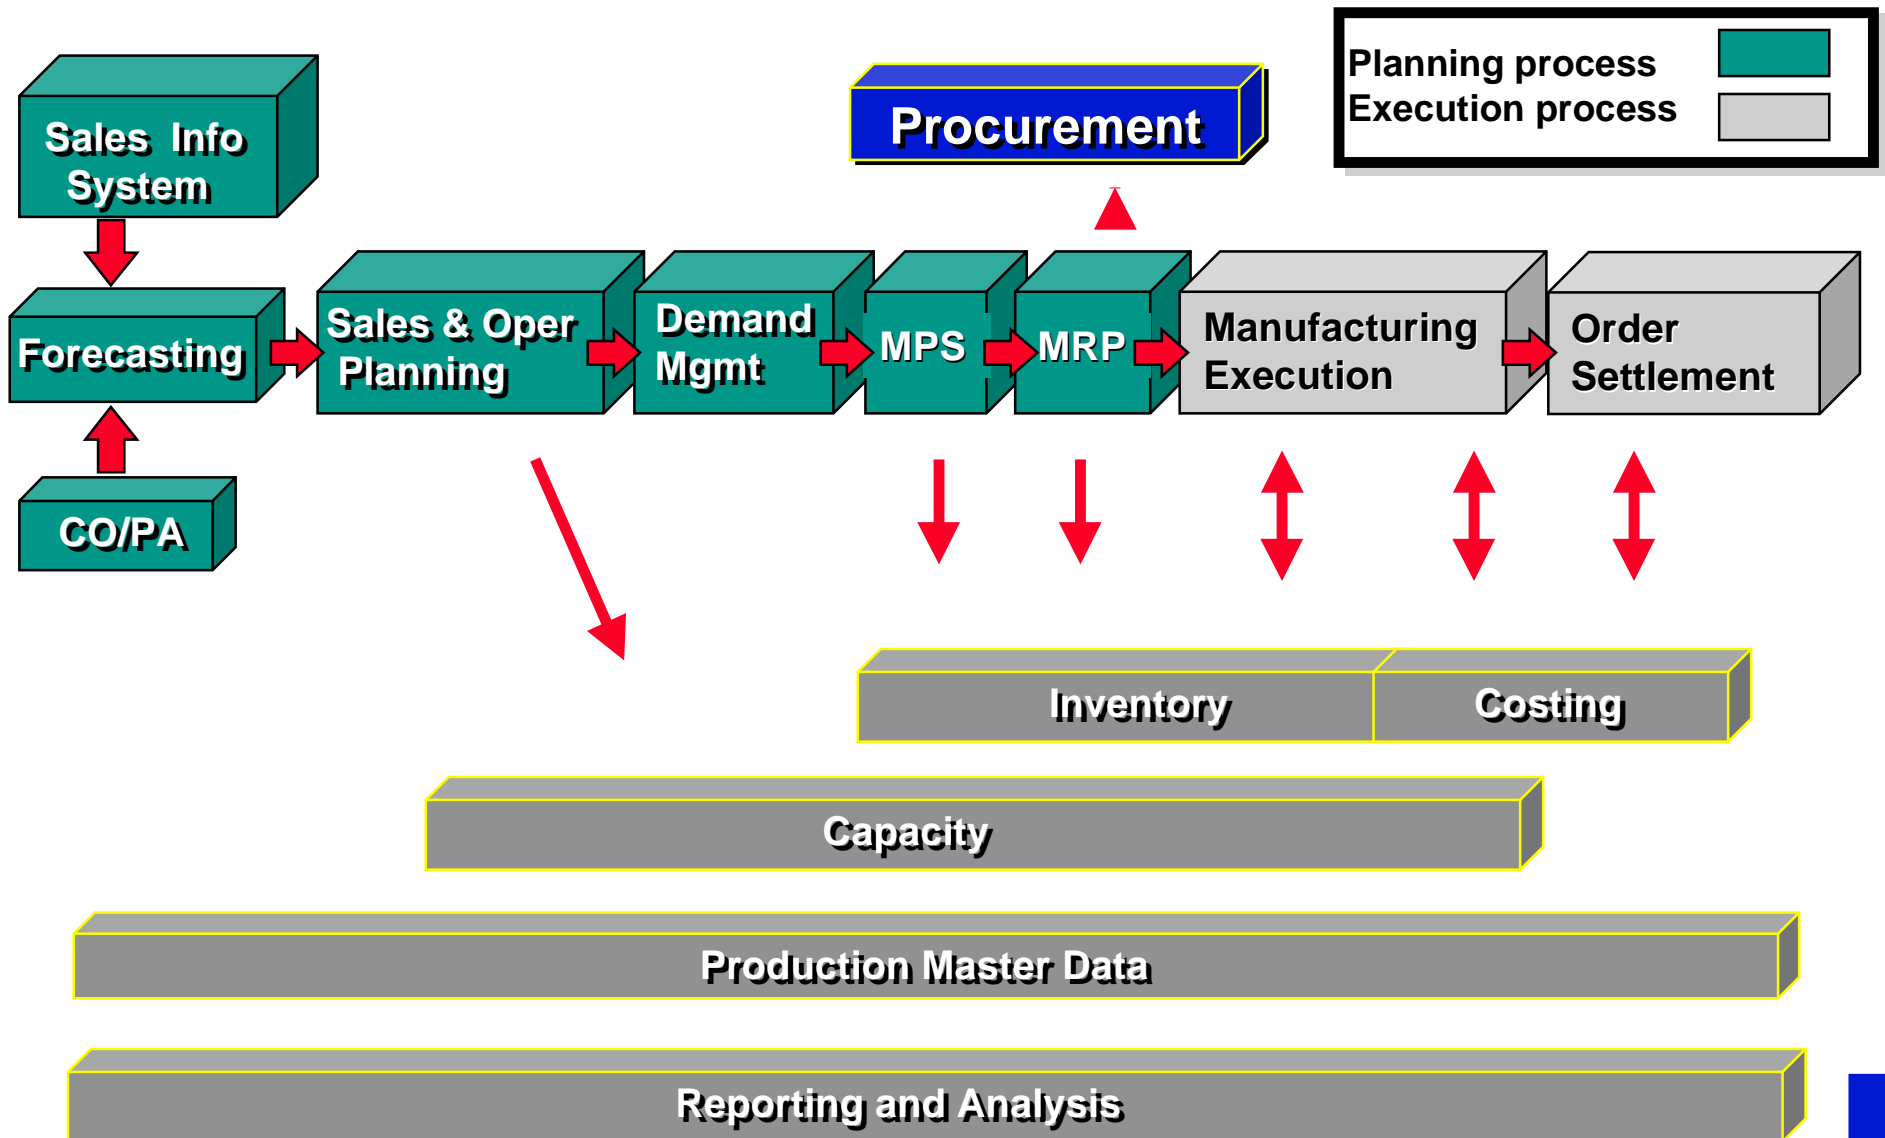 Planning process
Execution process
Sales Info
System
Procurement
Forecasting
Sales & Oper
Planning
Demand
Mgmt
MPS
MRP
Manufacturing
Execution
Order
Settlement
CO/PA
Inventory
Costing
Capacity
Production Master Data
Reporting and Analysis